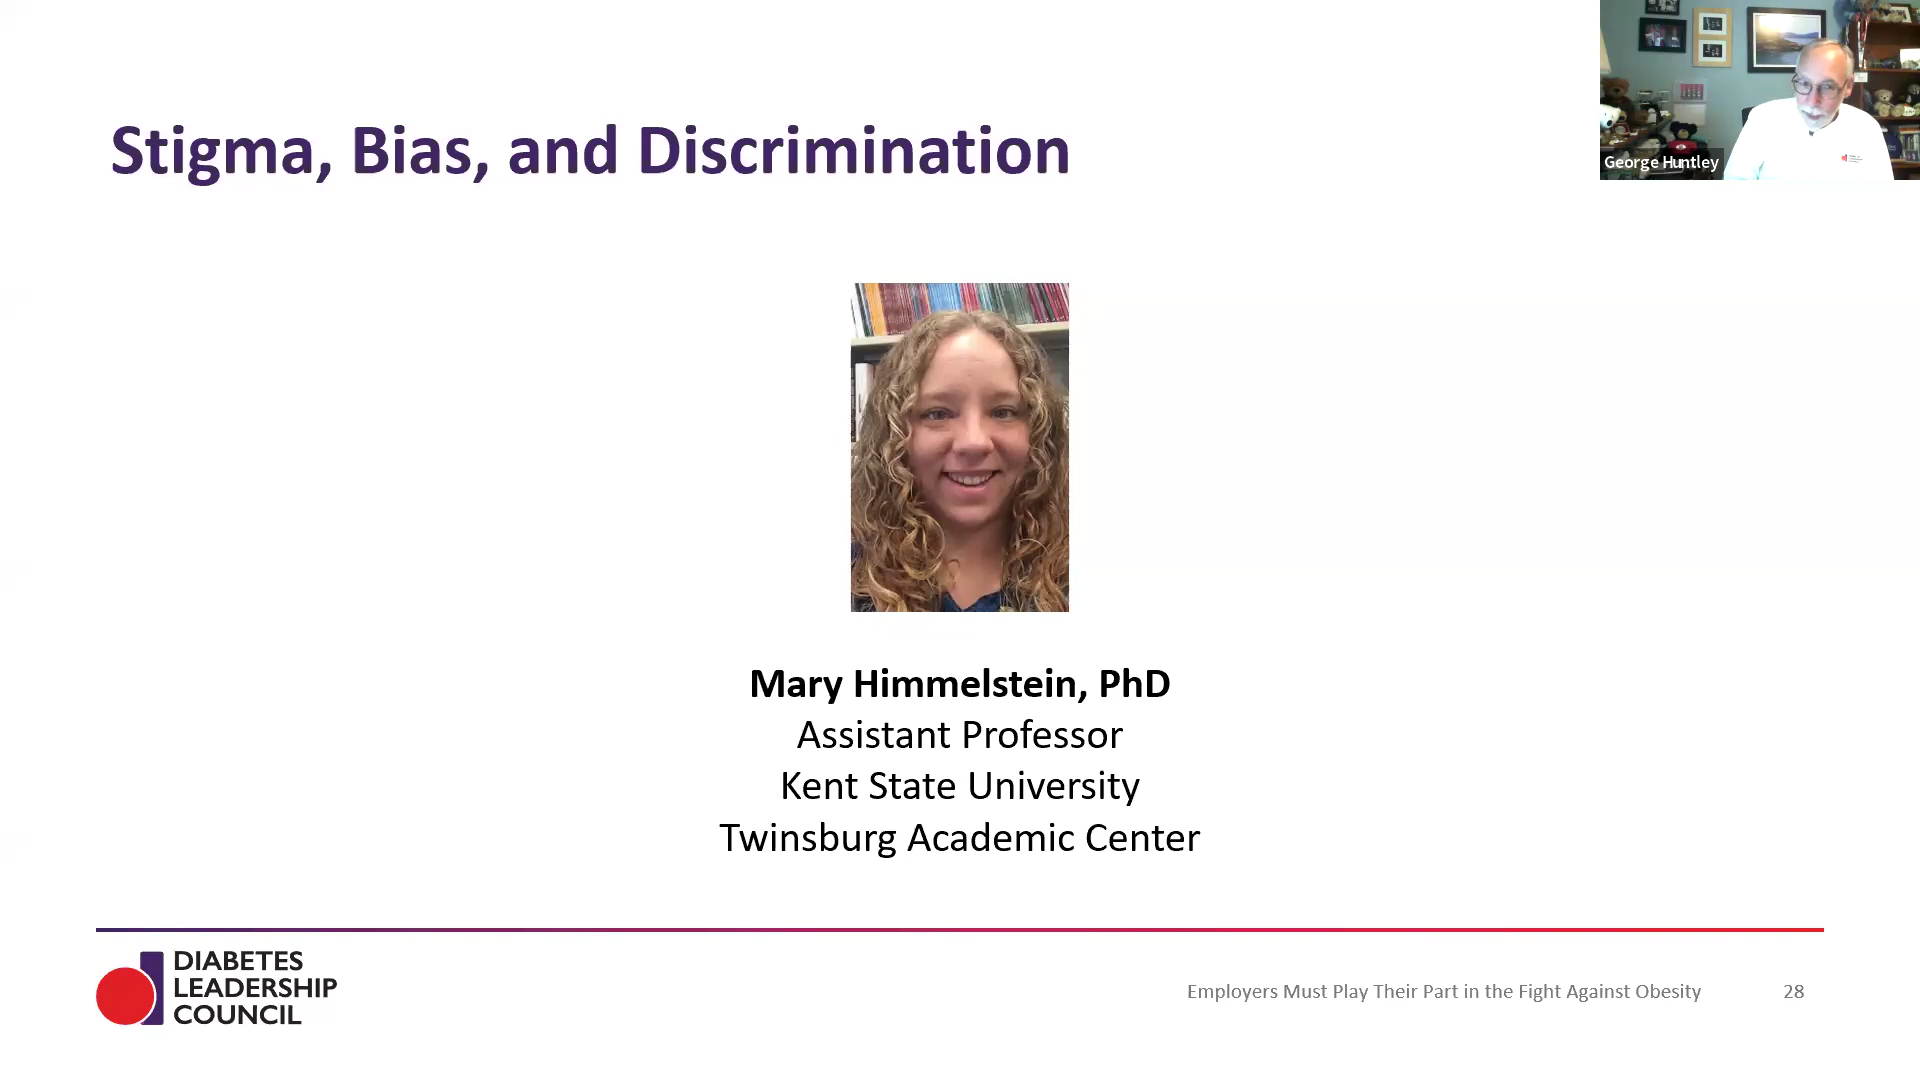 Stigma, Bias, and Discrimination
George Huntley
Mary Himmelstein, PhD
Assistant Professor
Kent State University
Twinsburg Academic Center
DIABETES
LEADERSHIP
COUNCIL
Employers Must Play Their Part in the Fight Against Obesity
28